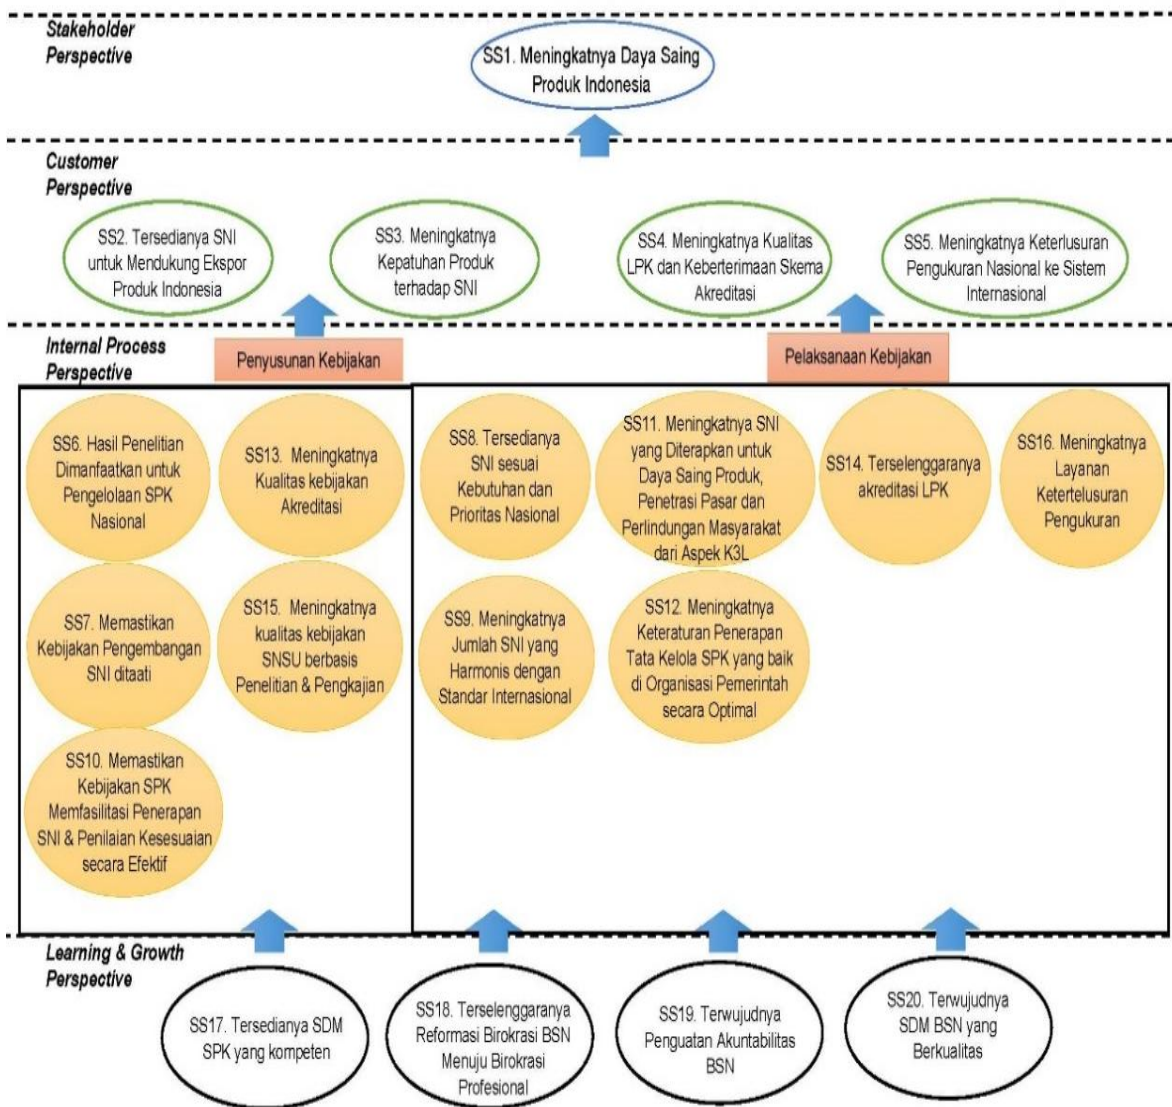 Stakeholder
Perspective
SS1. Meningkatnya Daya Saing
Produk Indonesia
Customer
Perspective
SS2. Tersedianya SNI
untuk Mendukung Ekspor
Produk Indonesia
SS3. Meningkatnya
Kepatuhan Produk
terhadap SNI
SS4. Meningkatnya Kualitas
LPK dan Keberterimaan Skema
Akreditasi
SS5. Meningkatnya Keterlusuran
Pengukuran Nasional ke Sistem
Internasional
Internal Process
Perspective
Penyusunan Kebijakan
Pelaksanaan Kebijakan
SS6. Hasil Penelitian
Dimanfaatkan untuk
Pengelolaan SPK
Nasional
SS13. Meningkatnya
Kualitas kebijakan
Akreditasi
SS8. Tersedianya
SNI sesuai
Kebutuhan dan
Prioritas Nasional
SS11. Meningkatnya SNI
yang Diterapkan untuk
Daya Saing Produk,
Penetrasi Pasar dan
Perlindungan Masyarakat
dari Aspek K3L
SS14. Terselenggaranya
akreditasi LPK
SS16. Meningkatnya
Layanan
Ketertelusuran
Pengukuran
SS7. Memastikan
Kebijakan Pengembangan
SNI ditaati
SS15. Meningkatnya
kualitas kebijakan
SNSU berbasis
Penelitian & Pengkajian
SS9. Meningkatnya
Jumlah SNI yang
Harmonis dengan
Standar Internasional
SS12. Meningkatnya
Keteraturan Penerapan
Tata Kelola SPK yang baik
di Organisasi Pemerintah
secara Optimal
SS10. Memastikan
Kebijakan SPK
Memfasilitasi Penerapan
SNI & Penilaian Kesesuaian
secara Efektif
Learning & Growth
Perspective
SS17. Tersedianya SDM
SPK yang kompeten
SS18. Terselenggaranya
Reformasi Birokrasi BSN
Menuju Birokrasi
Profesional
SS19. Terwujudnya
Penguatan Akuntabilitas
BSN
SS20. Terwujudnya
SDM BSN yang
Berkualitas